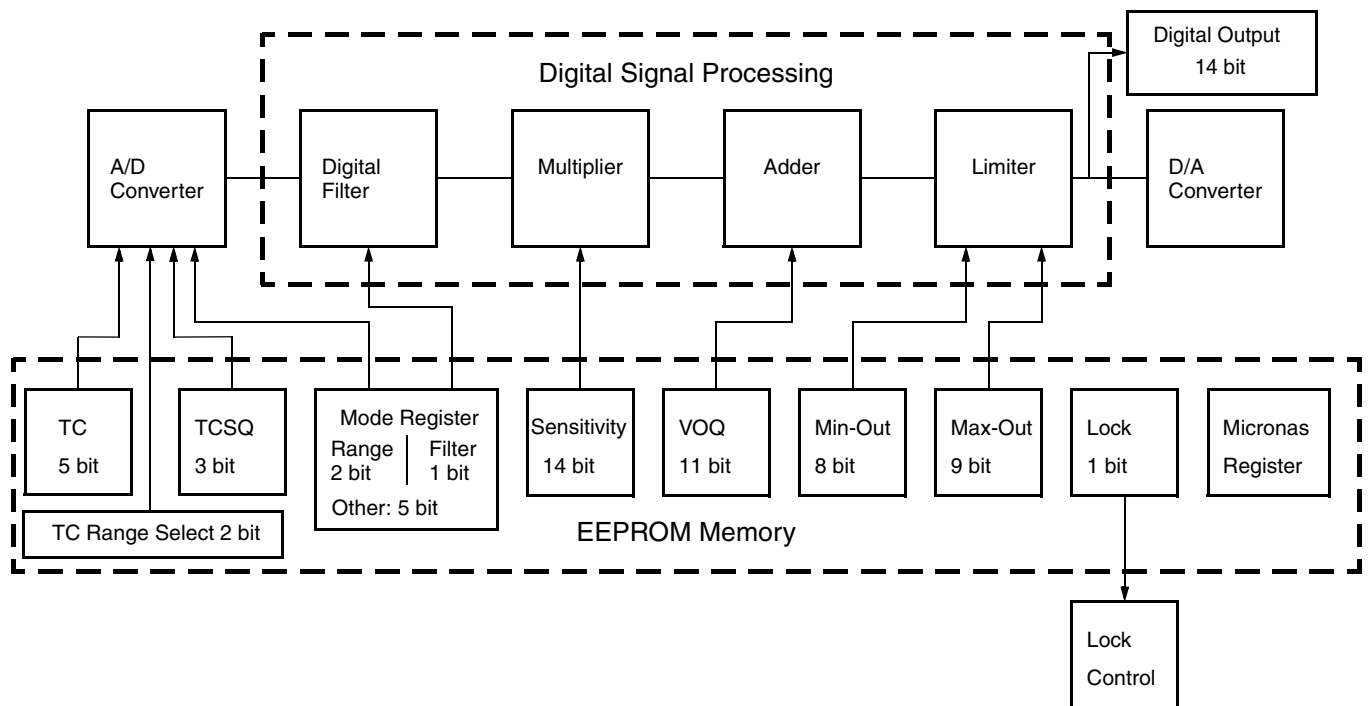 Digital Output
14 bit
Digital Signal Processing
A/D
Converter
Digital
Filter
Multiplier
Adder
Limiter
D/A
Converter
TC
5 bit
TCSQ
3 bit
Mode Register
Range
2 bit
Filter
1 bit
Other: 5 bit
Sensitivity
14 bit
VOQ
11 bit
Min-Out
8 bit
Max-Out
9 bit
Lock
1 bit
Micronas
Register
TC Range Select 2 bit
EEPROM Memory
Lock
Control